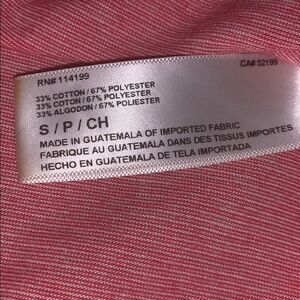 RN# 114199 CA# 52199
33% COTTON / 67% POLYESTER
33% COTON / 67% POLYESTER
33% ALGODON / 67% POLIESTER
S / P / CH
MADE IN GUATEMALA OF IMPORTED FABRIC
FABRIQUE AU GUATEMALA DANS DES TISSUS IMPORTES
HECHO EN GUATEMALA DE TELA IMPORTADA